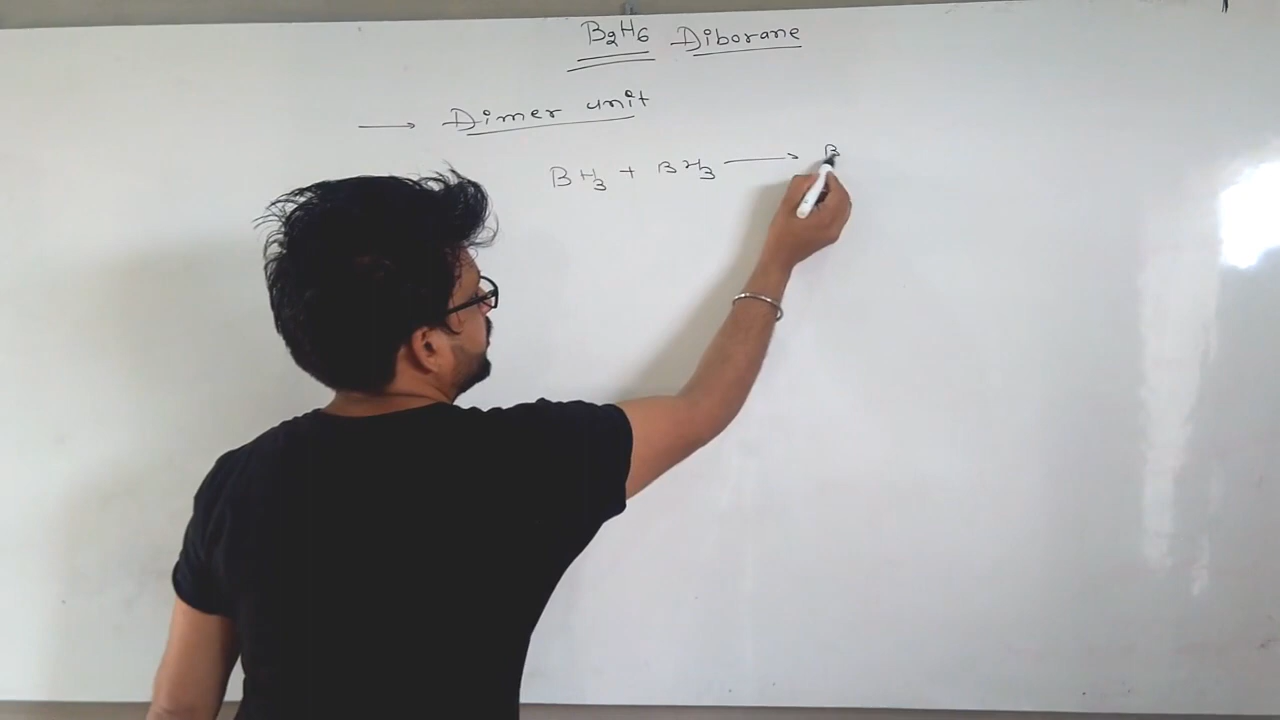 B₂H₆ Diborane
→ Dimer unit
BH₃ + BH₃ → B